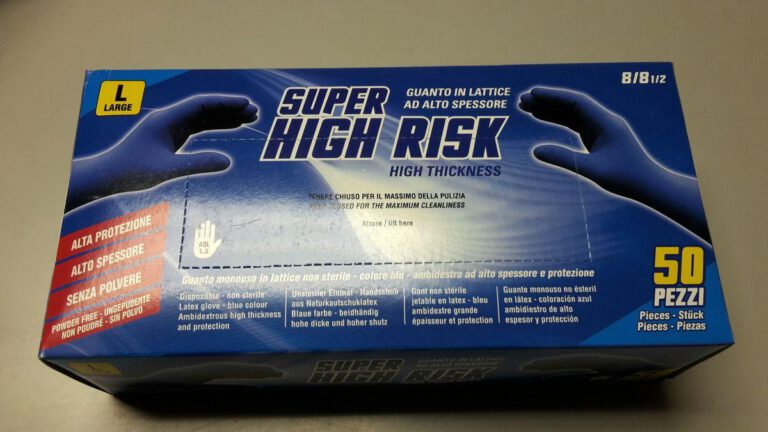 L
LARGE
SUPER
HIGH RISK
HIGH THICKNESS
GUANTO IN LATTICE
AD ALTO SPESSORE
8/8 1/2
TENERE CHIUSO PER IL MASSIMO DELLA PULIZIA
KEEP CLOSED FOR THE MAXIMUM CLEANLINESS
Alzare / lift here
AQL
1.5
ALTA PROTEZIONE
ALTO SPESSORE
SENZA POLVERE
POWDER FREE - UNGEPUDERTE
NON POUDRÉ - SIN POLVO
Guanto monouso in lattice non sterile - colore blu - ambidestro ad alto spessore e protezione
Disposable - non sterile
Latex glove - blue colour
Ambidextrous high thickness
and protection
Unsteriler Einmal - Handschuh
aus Naturkautschuklatex
Blaue farbe - beidhändig
hohe dicke und hoher shutz
Gant non stérile
jetable en latex - bleu
ambidextre grande
épaisseur et protection
Guante monouso no ésteril
en látex - coloración azul
ambidiestro de alto
espesor y protección
50
PEZZI
Pieces - Stück
Pieces - Piezas
L
SUPER
HIGH RISK
GUANTO IN LATTICE
AD ALTO SPESSORE
50